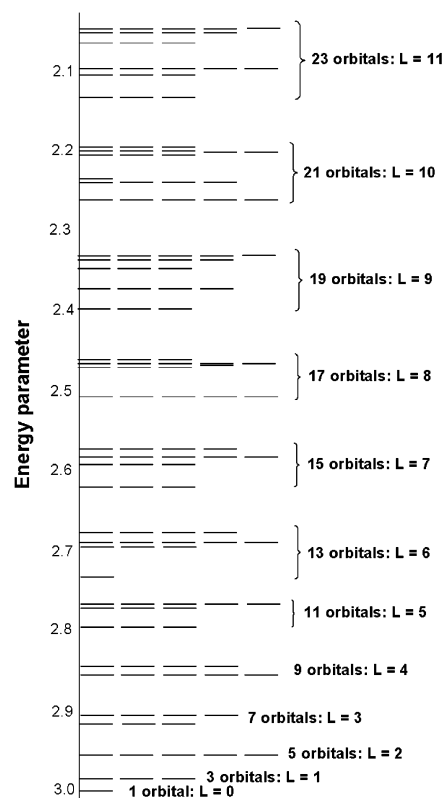 23 orbitals: L = 11
2.1
2.2
21 orbitals: L = 10
2.3
19 orbitals: L = 9
2.4
17 orbitals: L = 8
2.5
Energy parameter
15 orbitals: L = 7
2.6
13 orbitals: L = 6
2.7
11 orbitals: L = 5
2.8
9 orbitals: L = 4
2.9
7 orbitals: L = 3
5 orbitals: L = 2
3 orbitals: L = 1
3.0
1 orbital: L = 0